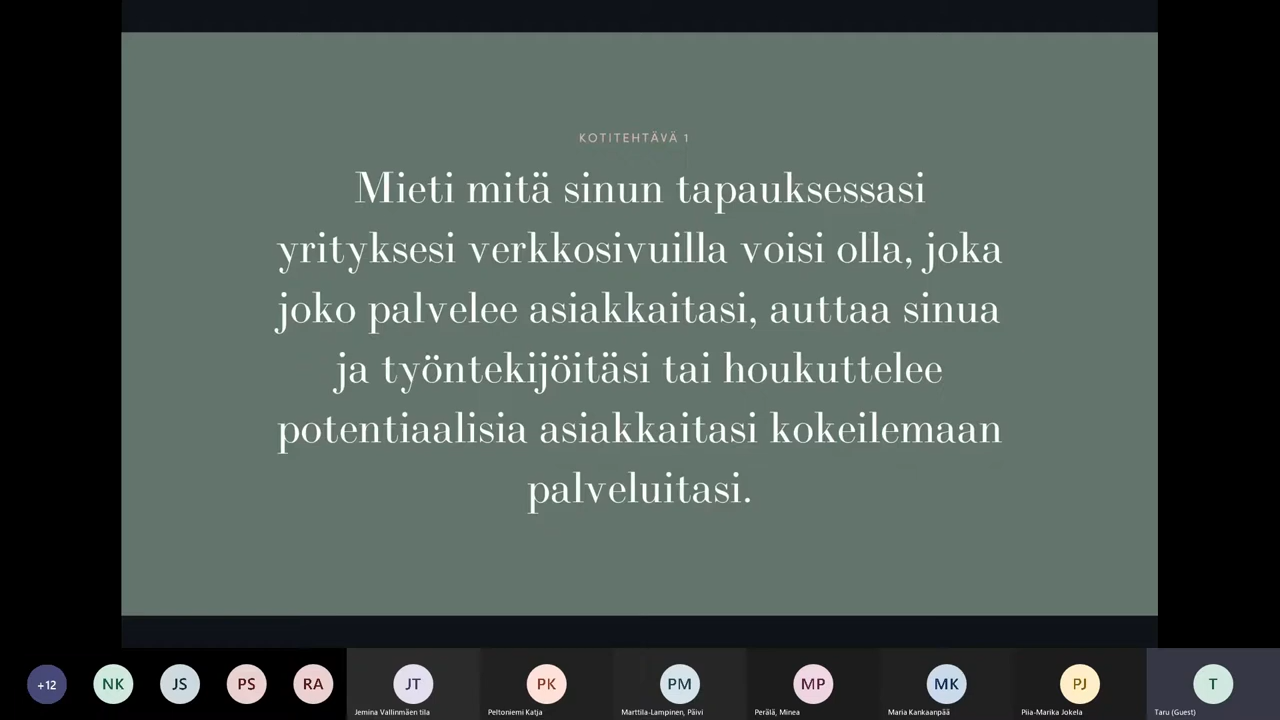 KOTITEHTÄVÄ 1
Mieti mitä sinun tapauksessasi
yrityksesi verkkosivuilla voisi olla, joka
joko palvelee asiakkaitasi, auttaa sinua
ja työntekijöitäsi tai houkuttelee
potentiaalisia asiakkaitasi kokeilemaan
palveluitasi.
+12
NK
JS
PS
RA
JT
PK
PM
MP
MK
PJ
T
Jemina Vallinmäen tila
Peltoniemi Katja
Marttila-Lampinen, Päivi
Perälä, Minea
Maria Kankaanpää
Piia-Marika Jokela
Taru (Guest)